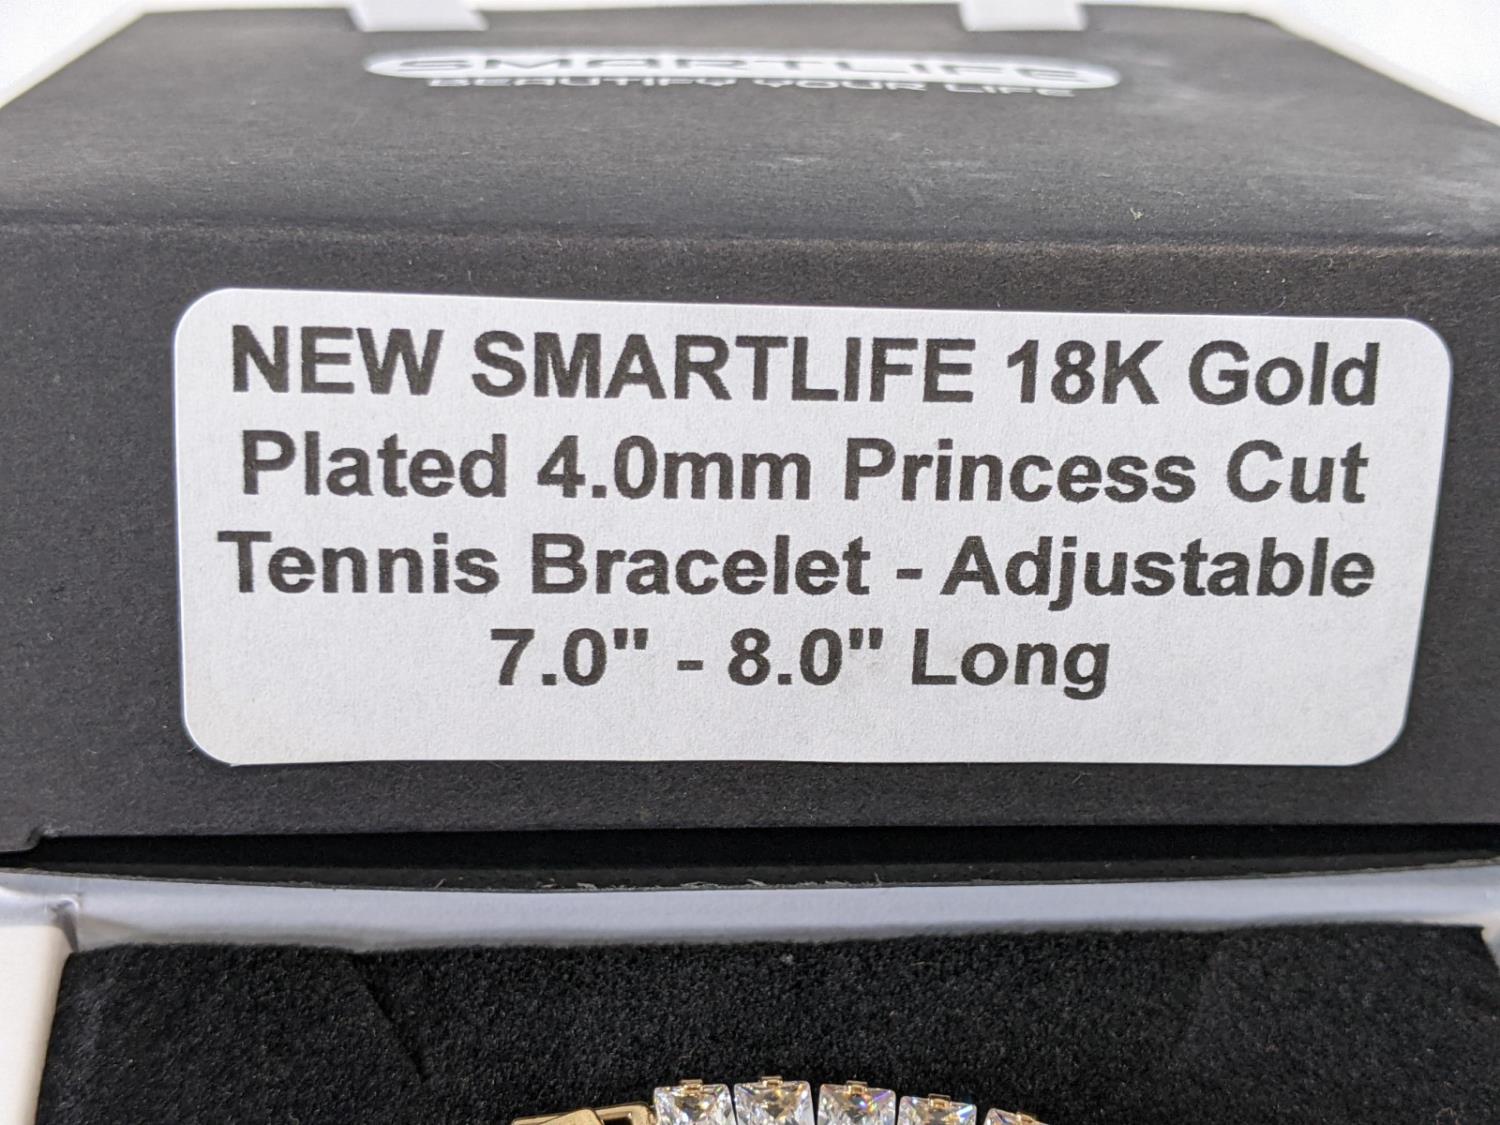 SMARTLIFE
BEAUTIFY YOUR LIFE
NEW SMARTLIFE 18K Gold
Plated 4.0mm Princess Cut
Tennis Bracelet - Adjustable
7.0" - 8.0" Long